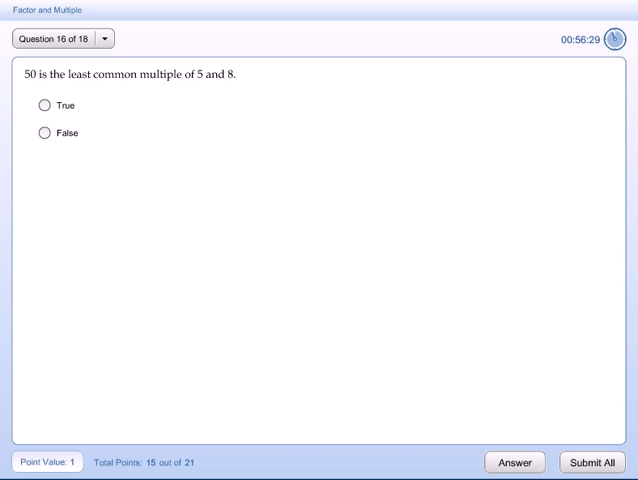 Factor and Multiple
Question 16 of 18
00:56:29
50 is the least common multiple of 5 and 8.
True
False
Point Value: 1
Total Points: 15 out of 21
Answer
Submit All